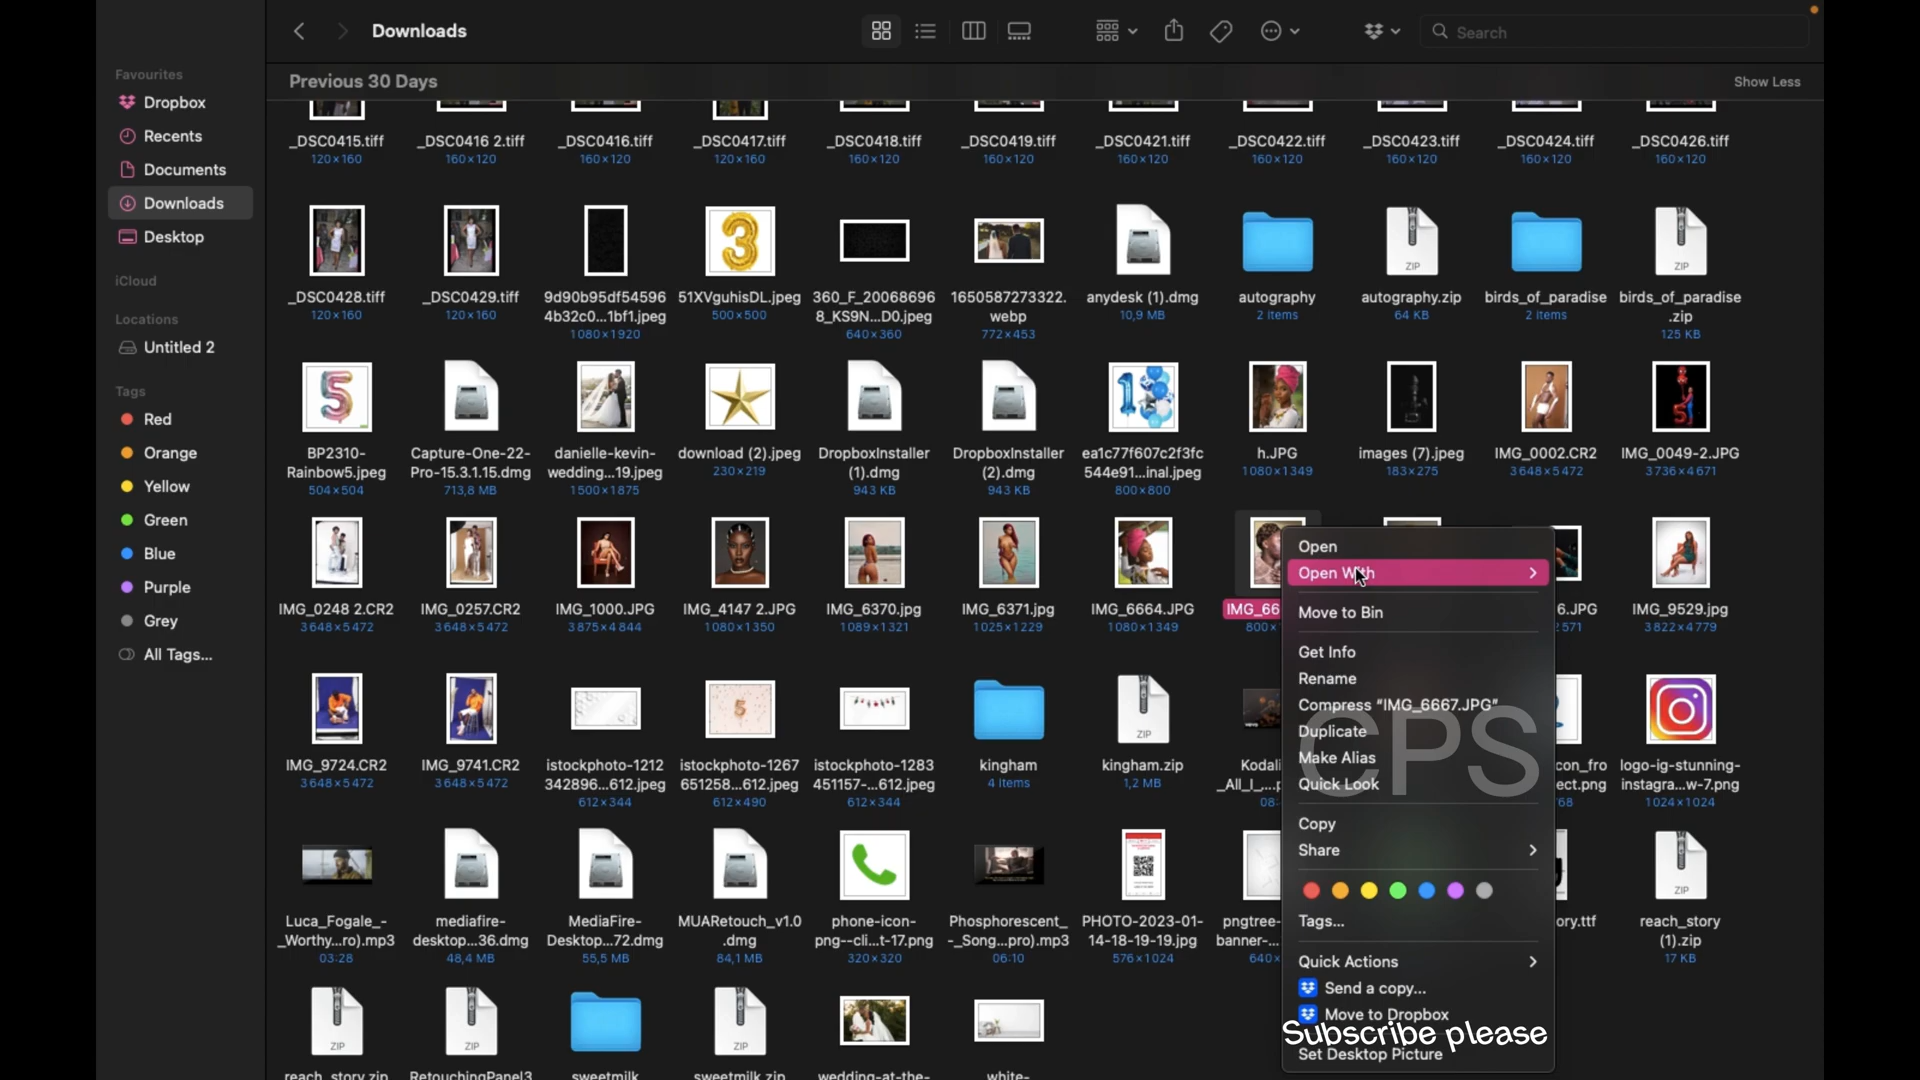 Downloads
Search
Favourites
Dropbox
Recents
Documents
Downloads
Desktop
iCloud
Locations
Untitled 2
Tags
Red
Orange
Yellow
Green
Blue
Purple
Grey
All Tags...
Previous 30 Days
Show Less
_DSC0415.tiff
120×160
_DSC0416 2.tiff
160×120
_DSC0416.tiff
160×120
_DSC0417.tiff
120×160
_DSC0418.tiff
160×120
_DSC0419.tiff
160×120
_DSC0421.tiff
160×120
_DSC0422.tiff
160×120
_DSC0423.tiff
160×120
_DSC0424.tiff
160×120
_DSC0426.tiff
160×120
_DSC0428.tiff
120×160
_DSC0429.tiff
120×160
9d90b95df54596
4b32c0...1bf1.jpeg
1080×1920
51XVguhisDL.jpeg
500×500
360_F_20068698
8_KS9N...D0.jpeg
640×360
1650587273322.
webp
772×453
anydesk (1).dmg
10,9 MB
autography
2 items
ZIP
autography.zip
64 KB
birds_of_paradise
2 items
ZIP
birds_of_paradise
.zip
125 KB
BP2310-
Rainbow5.jpeg
504×504
Capture-One-22-
Pro-15.3.1.15.dmg
713,8 MB
danielle-kevin-
wedding...19.jpeg
1500×1875
download (2).jpeg
230×219
DropboxInstaller
(1).dmg
943 KB
DropboxInstaller
(2).dmg
943 KB
ea1c77f607c2f3fc
544e91...inal.jpeg
800×800
h.JPG
1080×1349
images (7).jpeg
183×275
IMG_0002.CR2
3648×5472
IMG_0049-2.JPG
3736×4671
IMG_0248 2.CR2
3648×5472
IMG_0257.CR2
3648×5472
IMG_1000.JPG
3875×4844
IMG_4147 2.JPG
1080×1350
IMG_6370.jpg
1089×1321
IMG_6371.jpg
1025×1229
IMG_6664.JPG
1080×1349
IMG_66
800×
6.JPG
2571
IMG_9529.jpg
3822×4779
IMG_9724.CR2
3648×5472
IMG_9741.CR2
3648×5472
istockphoto-1212
342896...612.jpeg
612×344
istockphoto-1267
651258...612.jpeg
612×490
istockphoto-1283
451157-...612.jpeg
612×344
kingham
4 items
ZIP
kingham.zip
1,2 MB
Kodali
_All_I_...
08:
con_fro
ect.png
68
logo-ig-stunning-
instagra...w-7.png
1024×1024
Luca_Fogale_-
_Worthy...ro).mp3
03:28
mediafire-
desktop...36.dmg
48,4 MB
MediaFire-
Desktop...72.dmg
55,5 MB
MUARetouch_v1.0
.dmg
84,1 MB
phone-icon-
png--cli...t-17.png
320×320
Phosphorescent_
-_Song...pro).mp3
06:10
PHOTO-2023-01-
14-18-19-19.jpg
576×1024
pngtree-
banner-...
640×
ory.ttf
ZIP
reach_story
(1).zip
17 KB
ZIP
reach_story.zip
ZIP
RetouchingPanel3
sweetmilk
ZIP
sweetmilk.zip
wedding-at-the-
white-
Open
Open With
Move to Bin
Get Info
Rename
Compress “IMG_6667.JPG”
Duplicate
Make Alias
Quick Look
Copy
Share
Tags...
Quick Actions
Send a copy...
Move to Dropbox
Set Desktop Picture
CPS
Subscribe please